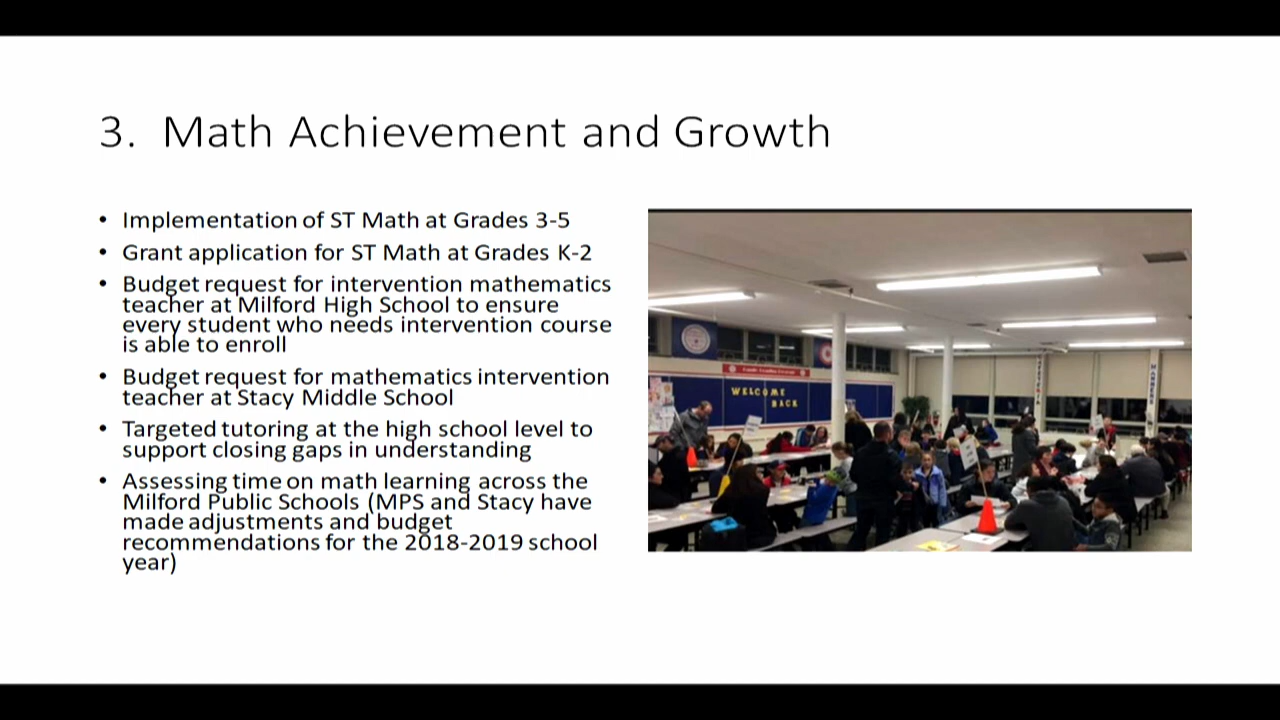 3. Math Achievement and Growth
• Implementation of ST Math at Grades 3-5
• Grant application for ST Math at Grades K-2
• Budget request for intervention mathematics
teacher at Milford High School to ensure
every student who needs intervention course
is able to enroll
• Budget request for mathematics intervention
teacher at Stacy Middle School
• Targeted tutoring at the high school level to
support closing gaps in understanding
• Assessing time on math learning across the
Milford Public Schools (MPS and Stacy have
made adjustments and budget
recommendations for the 2018-2019 school
year)
WELCOME
BACK